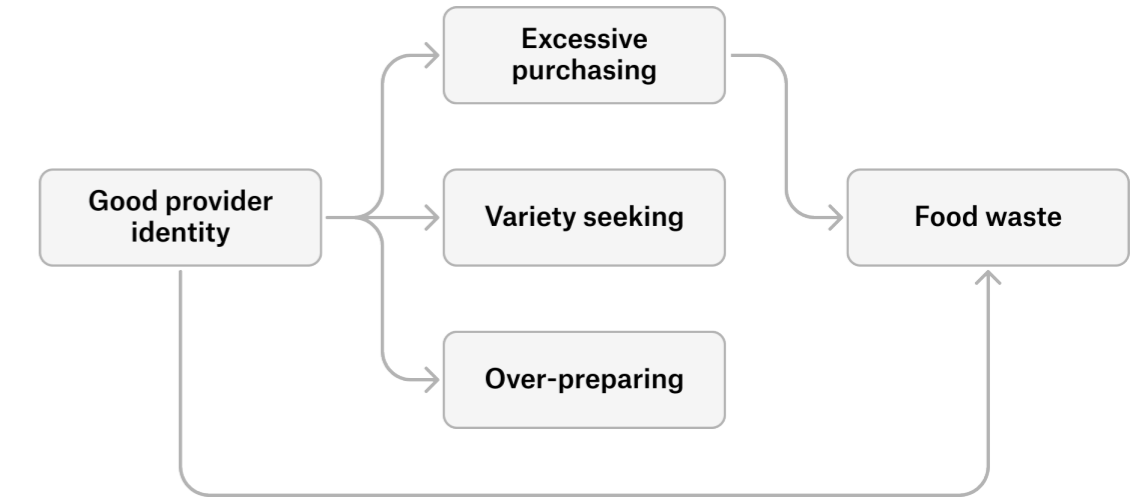 Excessive
purchasing
Good provider
identity
Variety seeking
Food waste
Over-preparing